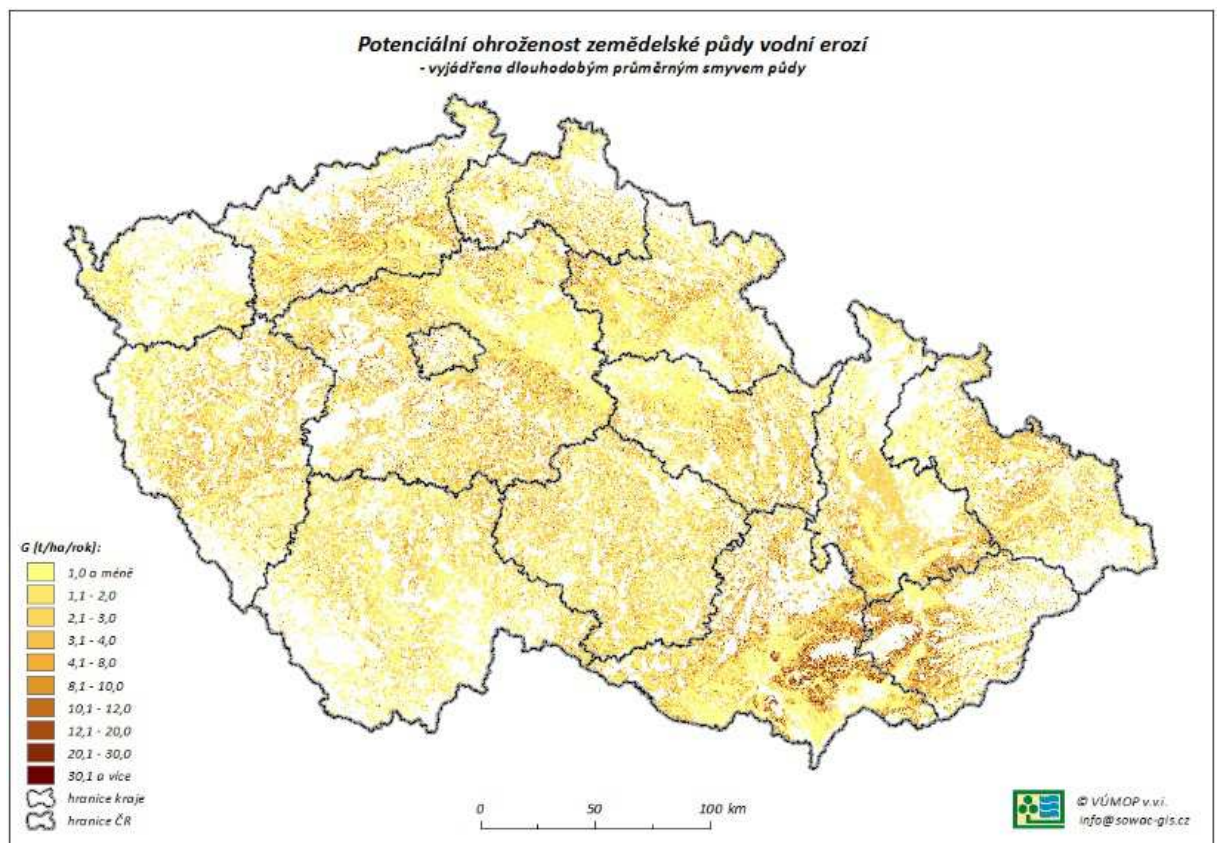 Potenciální ohroženost zemědelské půdy vodní erozí
- vyjádřena dlouhodobým průměrným smyvem půdy
G [t/ha/rok]:
1,0 a méně
1,1 - 2,0
2,1 - 3,0
3,1 - 4,0
4,1 - 8,0
8,1 - 10,0
10,1 - 12,0
12,1 - 20,0
20,1 - 30,0
30,1 a více
hranice kraje
hranice ČR
0 50 100 km
© VÚMOP v.v.i.
info@sowac-gis.cz